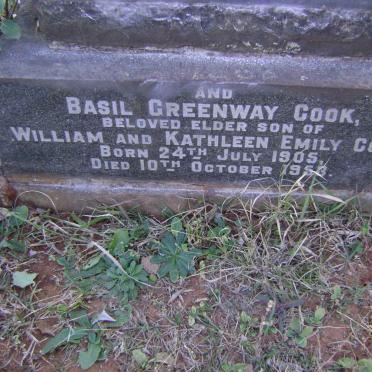 AND
BASIL GREENWAY COOK,
BELOVED ELDER SON OF
WILLIAM AND KATHLEEN EMILY CO
BORN 24TH JULY 1905,
DIED 10TH OCTOBER